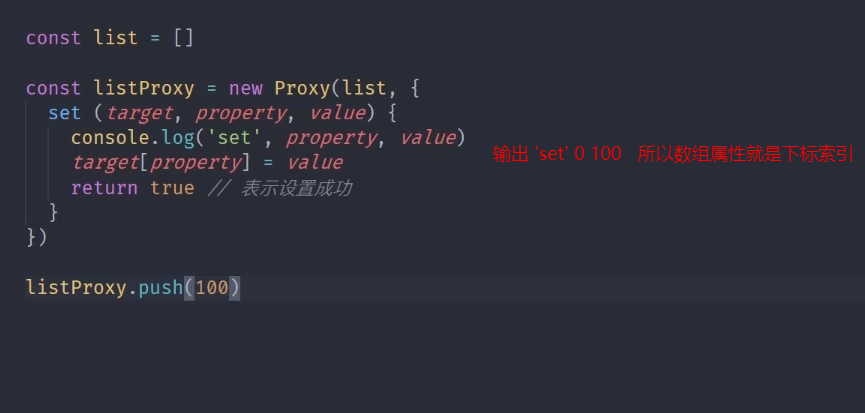 const list = []
const listProxy = new Proxy(list, {
set (target, property, value) {
console.log('set', property, value)
输出 'set' 0 100 所以数组属性就是下标索引
target[property] = value
return true // 表示设置成功
}
})
listProxy.push(100)